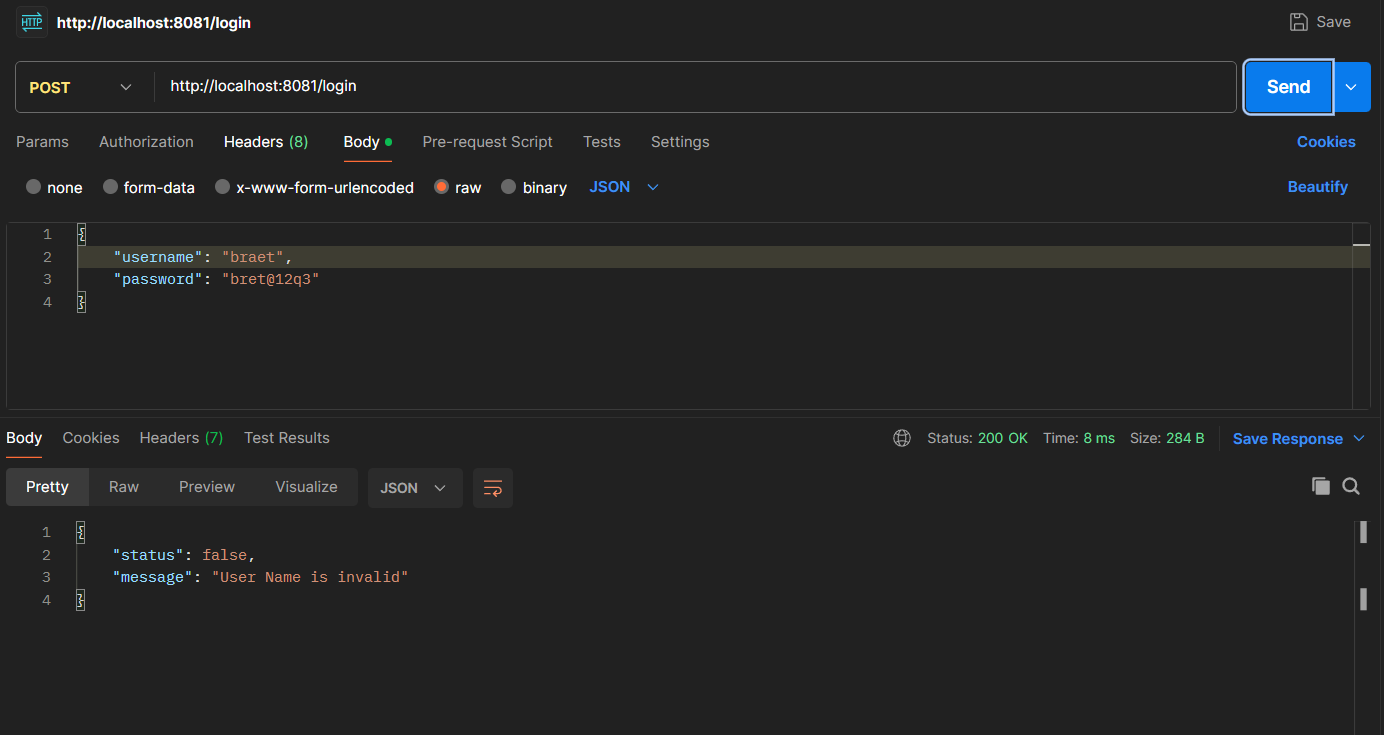 HTTP http://localhost:8081/login Save
POST http://localhost:8081/login Send
Params Authorization Headers (8) Body Pre-request Script Tests Settings Cookies
none form-data x-www-form-urlencoded raw binary JSON Beautify
1 {
2 "username": "braet",
3 "password": "bret@12q3"
4 }
Body Cookies Headers (7) Test Results Status: 200 OK Time: 8 ms Size: 284 B Save Response
Pretty Raw Preview Visualize JSON
1 {
2 "status": false,
3 "message": "User Name is invalid"
4 }